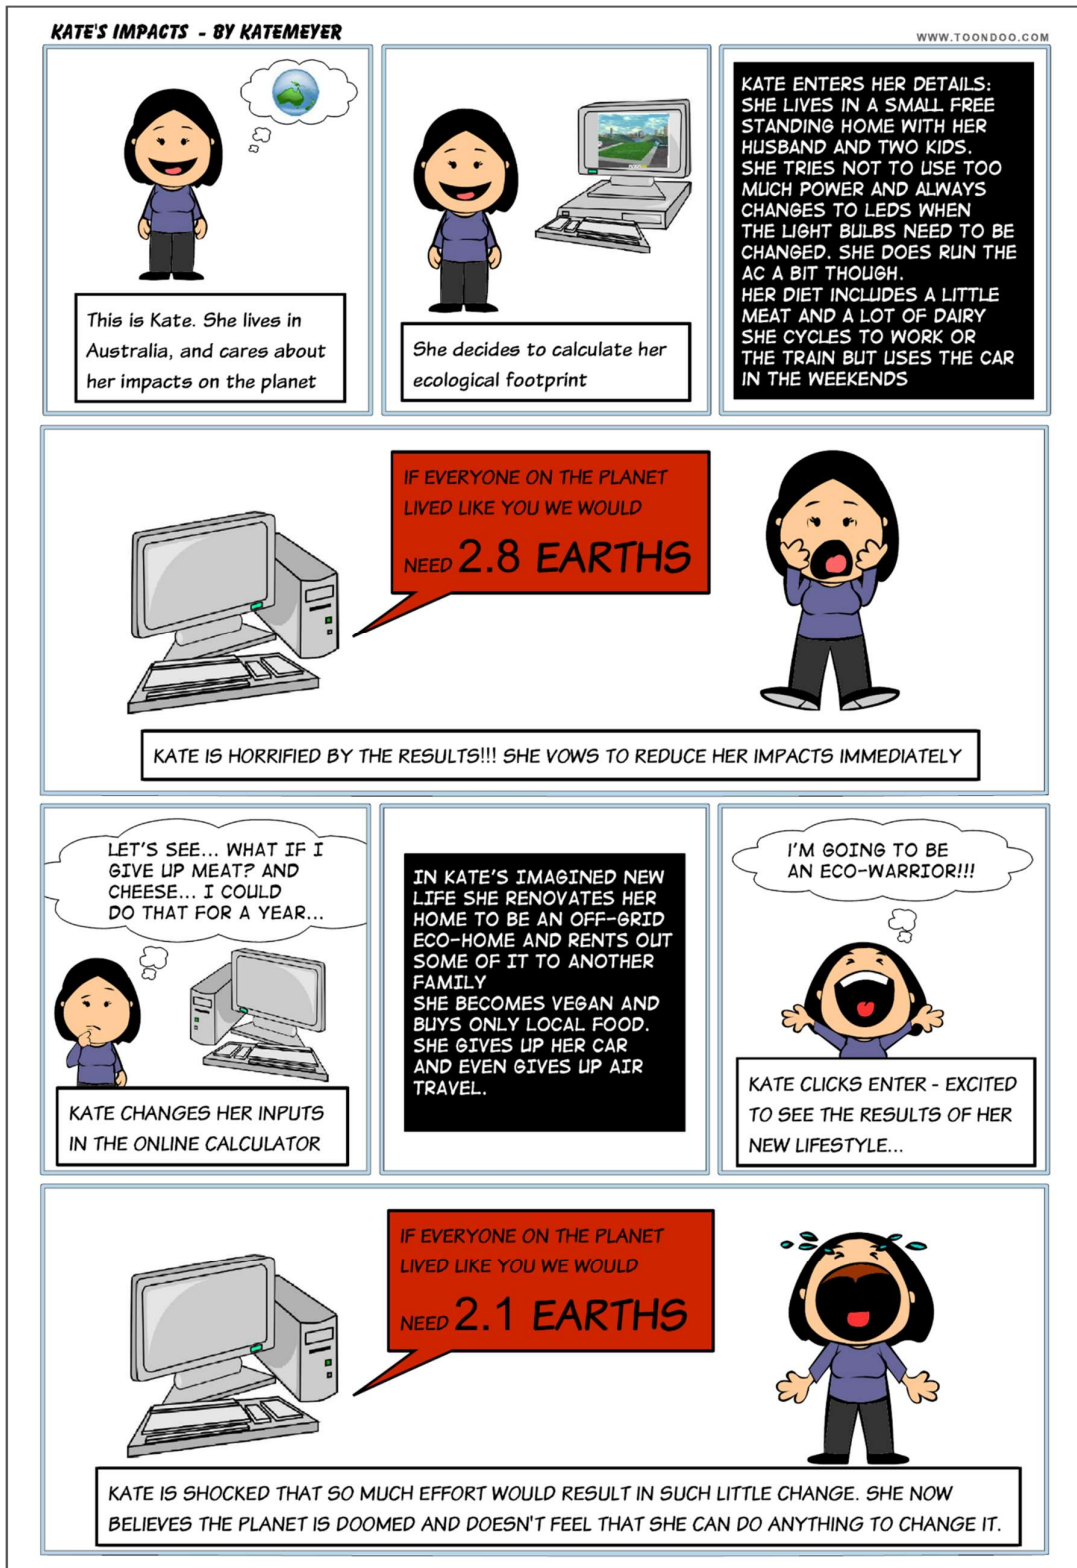 KATE'S IMPACTS - BY KATEMEYER
WWW.TOONDOO.COM
This is Kate. She lives in
Australia, and cares about
her impacts on the planet
She decides to calculate her
ecological footprint
KATE ENTERS HER DETAILS:
SHE LIVES IN A SMALL FREE
STANDING HOME WITH HER
HUSBAND AND TWO KIDS.
SHE TRIES NOT TO USE TOO
MUCH POWER AND ALWAYS
CHANGES TO LEDS WHEN
THE LIGHT BULBS NEED TO BE
CHANGED. SHE DOES RUN THE
AC A BIT THOUGH.
HER DIET INCLUDES A LITTLE
MEAT AND A LOT OF DAIRY
SHE CYCLES TO WORK OR
THE TRAIN BUT USES THE CAR
IN THE WEEKENDS
IF EVERYONE ON THE PLANET
LIVED LIKE YOU WE WOULD
NEED 2.8 EARTHS
KATE IS HORRIFIED BY THE RESULTS!!! SHE VOWS TO REDUCE HER IMPACTS IMMEDIATELY
LET'S SEE... WHAT IF I
GIVE UP MEAT? AND
CHEESE... I COULD
DO THAT FOR A YEAR...
KATE CHANGES HER INPUTS
IN THE ONLINE CALCULATOR
IN KATE'S IMAGINED NEW
LIFE SHE RENOVATES HER
HOME TO BE AN OFF-GRID
ECO-HOME AND RENTS OUT
SOME OF IT TO ANOTHER
FAMILY
SHE BECOMES VEGAN AND
BUYS ONLY LOCAL FOOD.
SHE GIVES UP HER CAR
AND EVEN GIVES UP AIR
TRAVEL.
I'M GOING TO BE
AN ECO-WARRIOR!!!
KATE CLICKS ENTER - EXCITED
TO SEE THE RESULTS OF HER
NEW LIFESTYLE...
IF EVERYONE ON THE PLANET
LIVED LIKE YOU WE WOULD
NEED 2.1 EARTHS
KATE IS SHOCKED THAT SO MUCH EFFORT WOULD RESULT IN SUCH LITTLE CHANGE. SHE NOW
BELIEVES THE PLANET IS DOOMED AND DOESN'T FEEL THAT SHE CAN DO ANYTHING TO CHANGE IT.